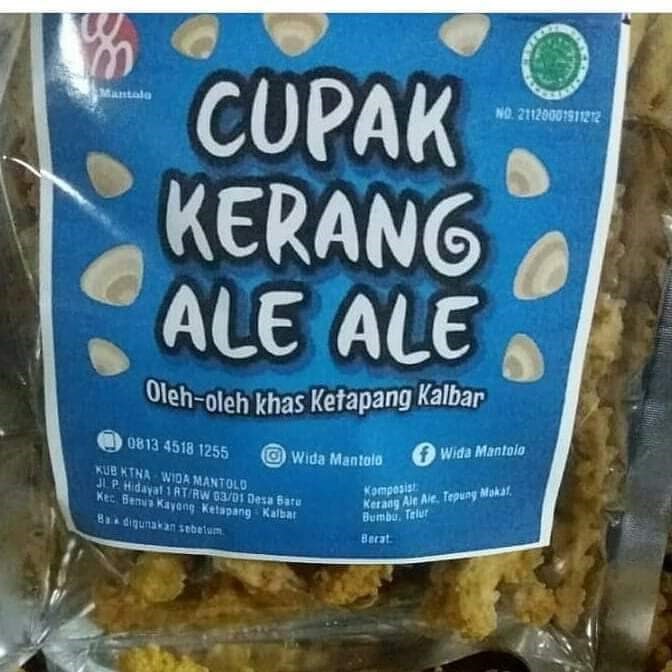 Mantolo
NO. 21120001911212
CUPAK
KERANG
ALE ALE
Oleh-oleh khas Ketapang Kalbar
0813 4518 1255
Wida Mantolo
Wida Mantolo
KUB KTNA - WIDA MANTOLO
Jl. P. Hidayat 1 RT/RW 03/01 Desa Baru
Kec. Benua Kayong Ketapang - Kalbar
Baik digunakan sebelum:
Komposisi:
Kerang Ale Ale, Tepung Mokaf,
Bumbu, Telur
Berat: